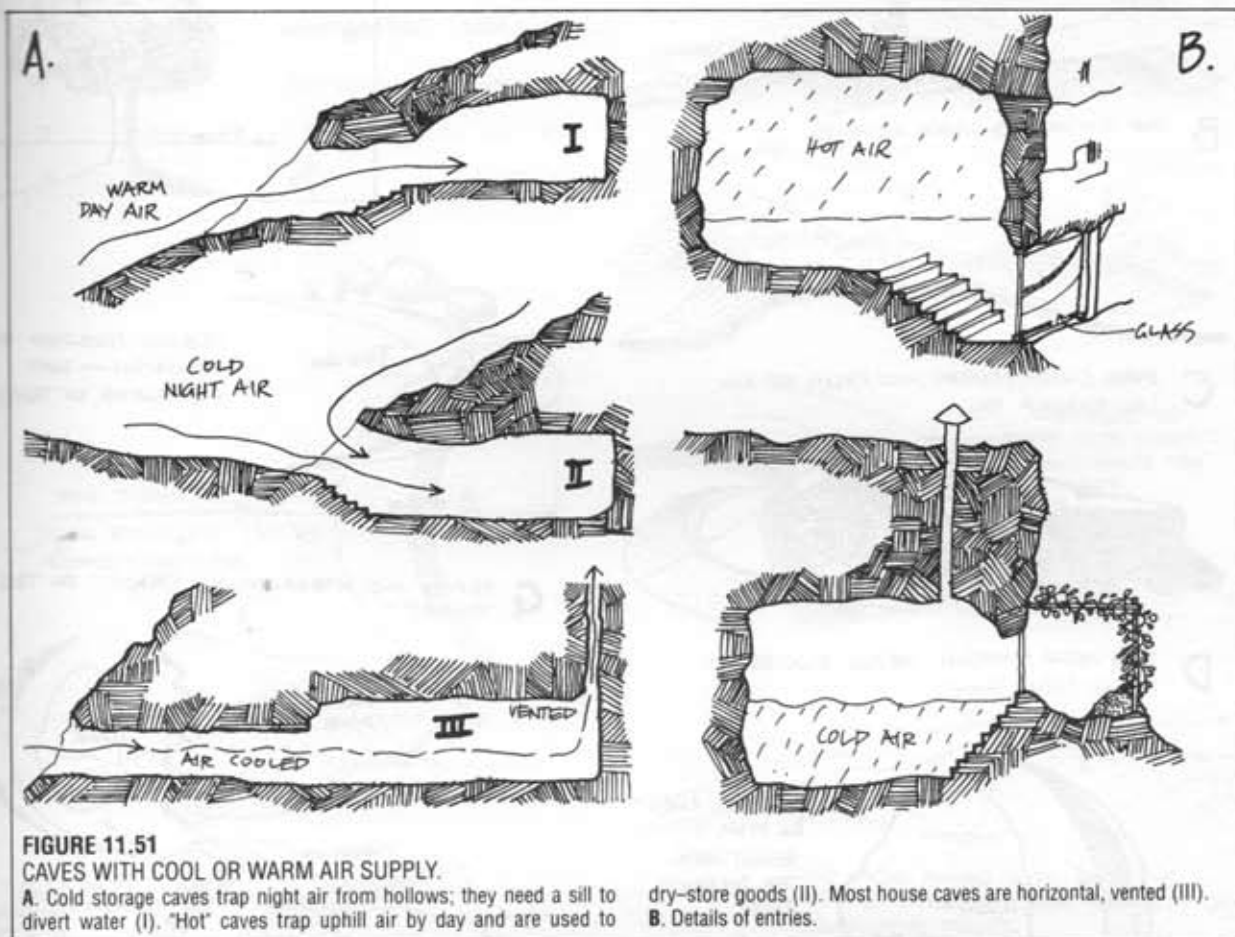 A.
I
WARM
DAY AIR
COLD
NIGHT AIR
II
III
VENTED
AIR COOLED
B.
HOT AIR
GLASS
COLD AIR
FIGURE 11.51
CAVES WITH COOL OR WARM AIR SUPPLY.
A. Cold storage caves trap night air from hollows; they need a sill to
divert water (I). "Hot" caves trap uphill air by day and are used to
dry–store goods (II). Most house caves are horizontal, vented (III).
B. Details of entries.